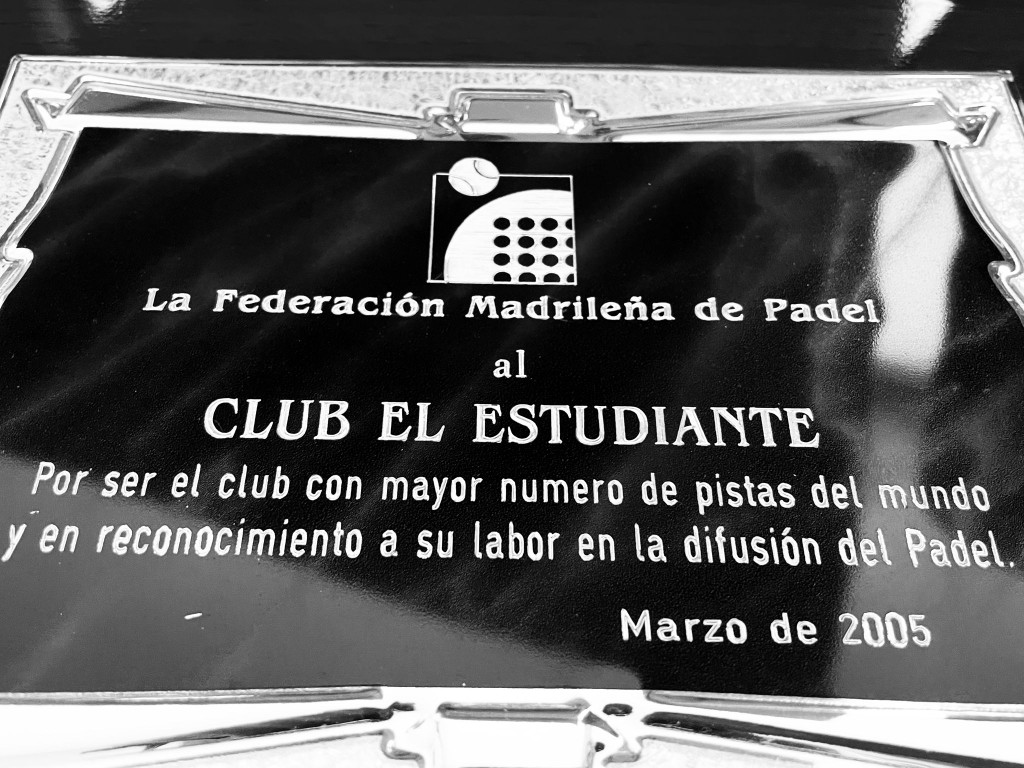 La Federación Madrileña de Padel
al
CLUB EL ESTUDIANTE
Por ser el club con mayor numero de pistas del mundo
y en reconocimiento a su labor en la difusión del Padel.
Marzo de 2005